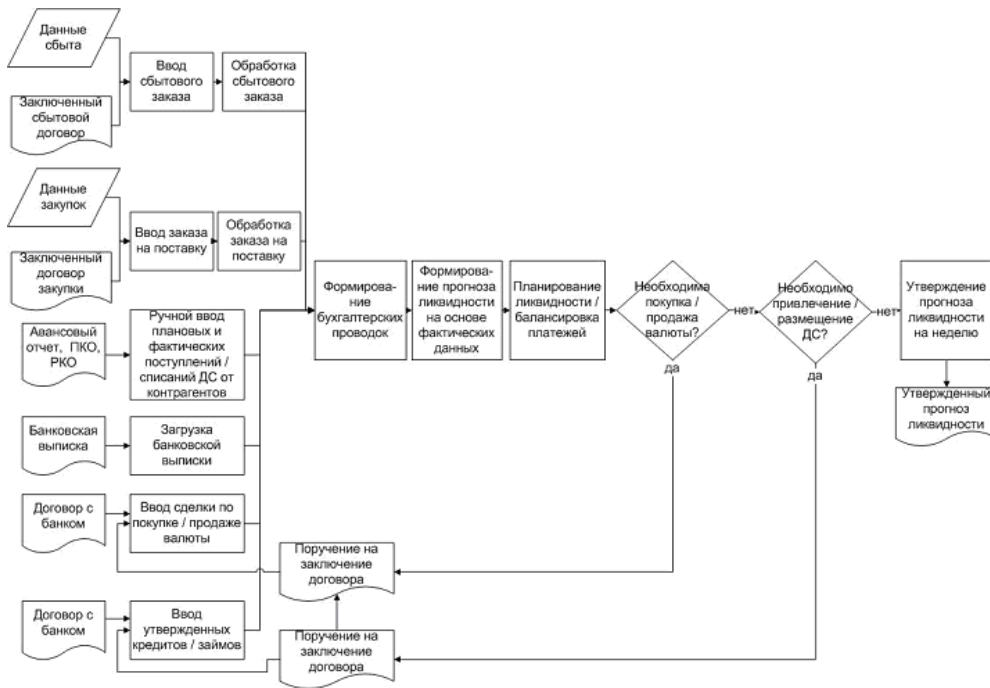 Данные
сбыта
Ввод
сбытового
заказа
Обработка
сбытового
заказа
Заключенный
сбытовой
договор
Данные
закупок
Ввод заказа
на поставку
Обработка
заказа на
поставку
Заключенный
договор
закупки
Формирова-
ние
бухгалтерских
проводок
Формирова-
ние прогноза
ликвидности
на основе
фактических
данных
Планирование
ликвидности /
балансировка
платежей
Необходима
покупка /
продажа
валюты?
нет
да
Необходимо
привлечение /
размещение
ДС?
нет
да
Утверждение
прогноза
ликвидности
на неделю
Утвержденный
прогноз
ликвидности
Авансовый
отчет, ПКО,
РКО
Ручной ввод
плановых и
фактических
поступлений /
списаний ДС от
контрагентов
Банковская
выписка
Загрузка
банковской
выписки
Договор с
банком
Ввод сделки по
покупке / продаже
валюты
Поручение на
заключение
договора
Договор с
банком
Ввод
утвержденных
кредитов / займов
Поручение на
заключение
договора